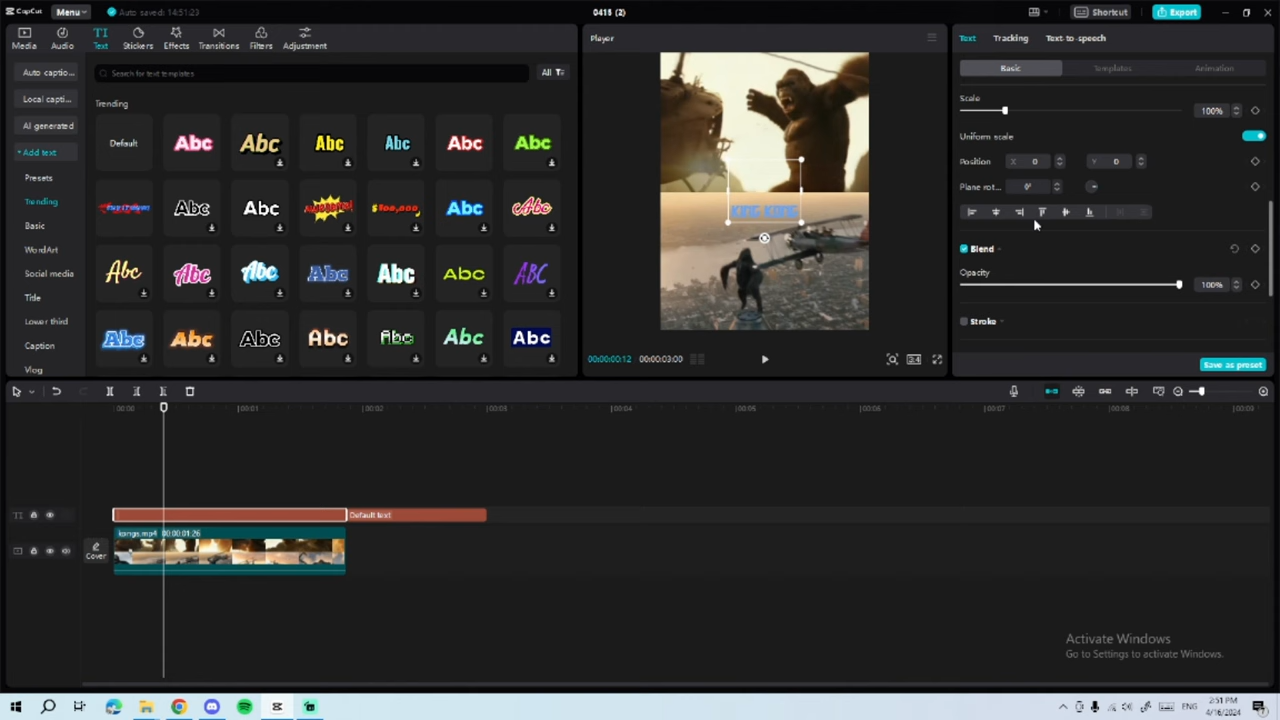 CapCut Menu Auto saved: 14:51:23 0415 (2) Shortcut Export
Media Audio Text Stickers Effects Transitions Filters Adjustment
Player
Text Tracking Text-to-speech
Auto captio... Search for text templates All
Basic Templates Animation
Local capti...
AI generated
+ Add text
Presets
Trending
Basic
WordArt
Social media
Title
Lower third
Caption
Vlog
Trending
Default Abc Abc Abc Abc Abc Abc
Abc Abc $100,000 Abc Abc
Abc Abc Abc Abc Abc Abc ABC
Abc Abc Abc Abc Abc Abc Abc
KING KONG
00:00:00:12 00:00:03:00 3:4
Scale 100%
Uniform scale
Position X 0 Y 0
Plane rot... 0°
Blend
Opacity 100%
Stroke
Save as preset
00:00 00:01 00:02 00:03 00:04 00:05 00:06 00:07 00:08 00:09
TI Default text
Cover kongs.mp4 00:00:01:26
Activate Windows
Go to Settings to activate Windows.
ENG 2:51 PM
4/16/2024